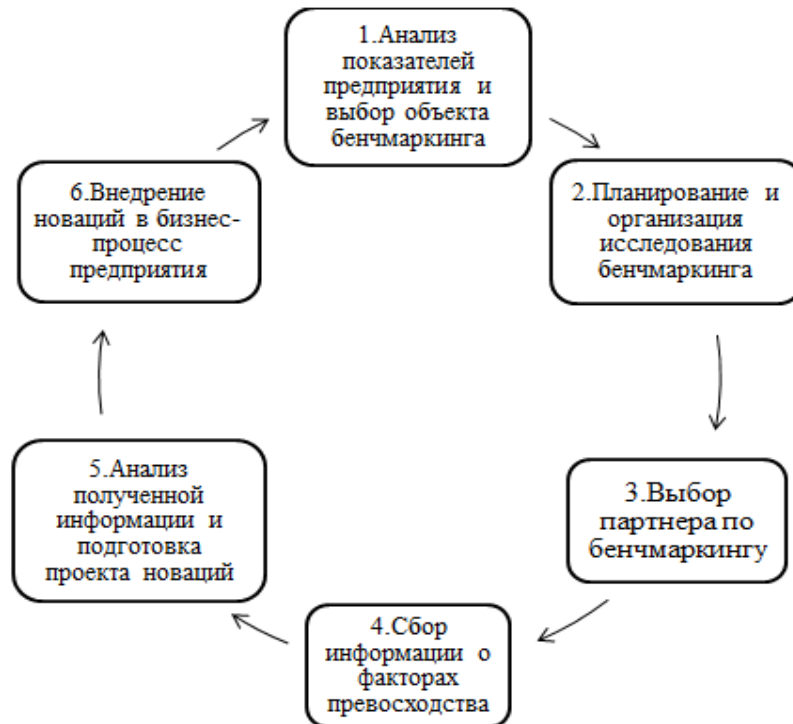 1.Анализ
показателей
предприятия и
выбор объекта
бенчмаркинга
2.Планирование и
организация
исследования
бенчмаркинга
3.Выбор
партнера по
бенчмаркингу
4.Сбор
информации о
факторах
превосходства
5.Анализ
полученной
информации и
подготовка
проекта новаций
6.Внедрение
новаций в бизнес-
процесс
предприятия